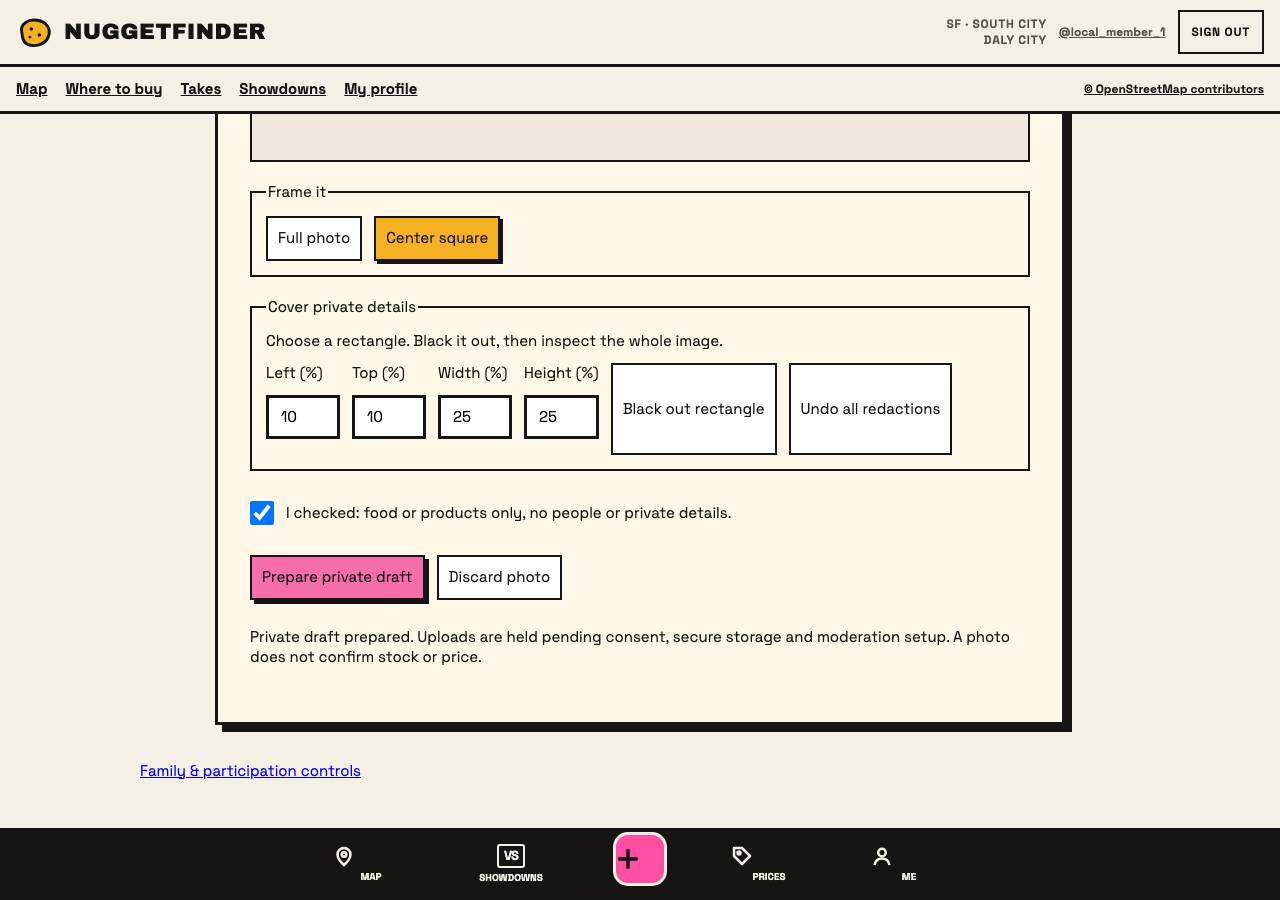 NUGGETFINDER
SF · SOUTH CITY
DALY CITY
@local_member_1
SIGN OUT
Map
Where to buy
Takes
Showdowns
My profile
© OpenStreetMap contributors
Frame it
Full photo
Center square
Cover private details
Choose a rectangle. Black it out, then inspect the whole image.
Left (%)
Top (%)
Width (%)
Height (%)
10
10
25
25
Black out rectangle
Undo all redactions
I checked: food or products only, no people or private details.
Prepare private draft
Discard photo
Private draft prepared. Uploads are held pending consent, secure storage and moderation setup. A photo
does not confirm stock or price.
Family & participation controls
MAP
VS
SHOWDOWNS
+
PRICES
ME